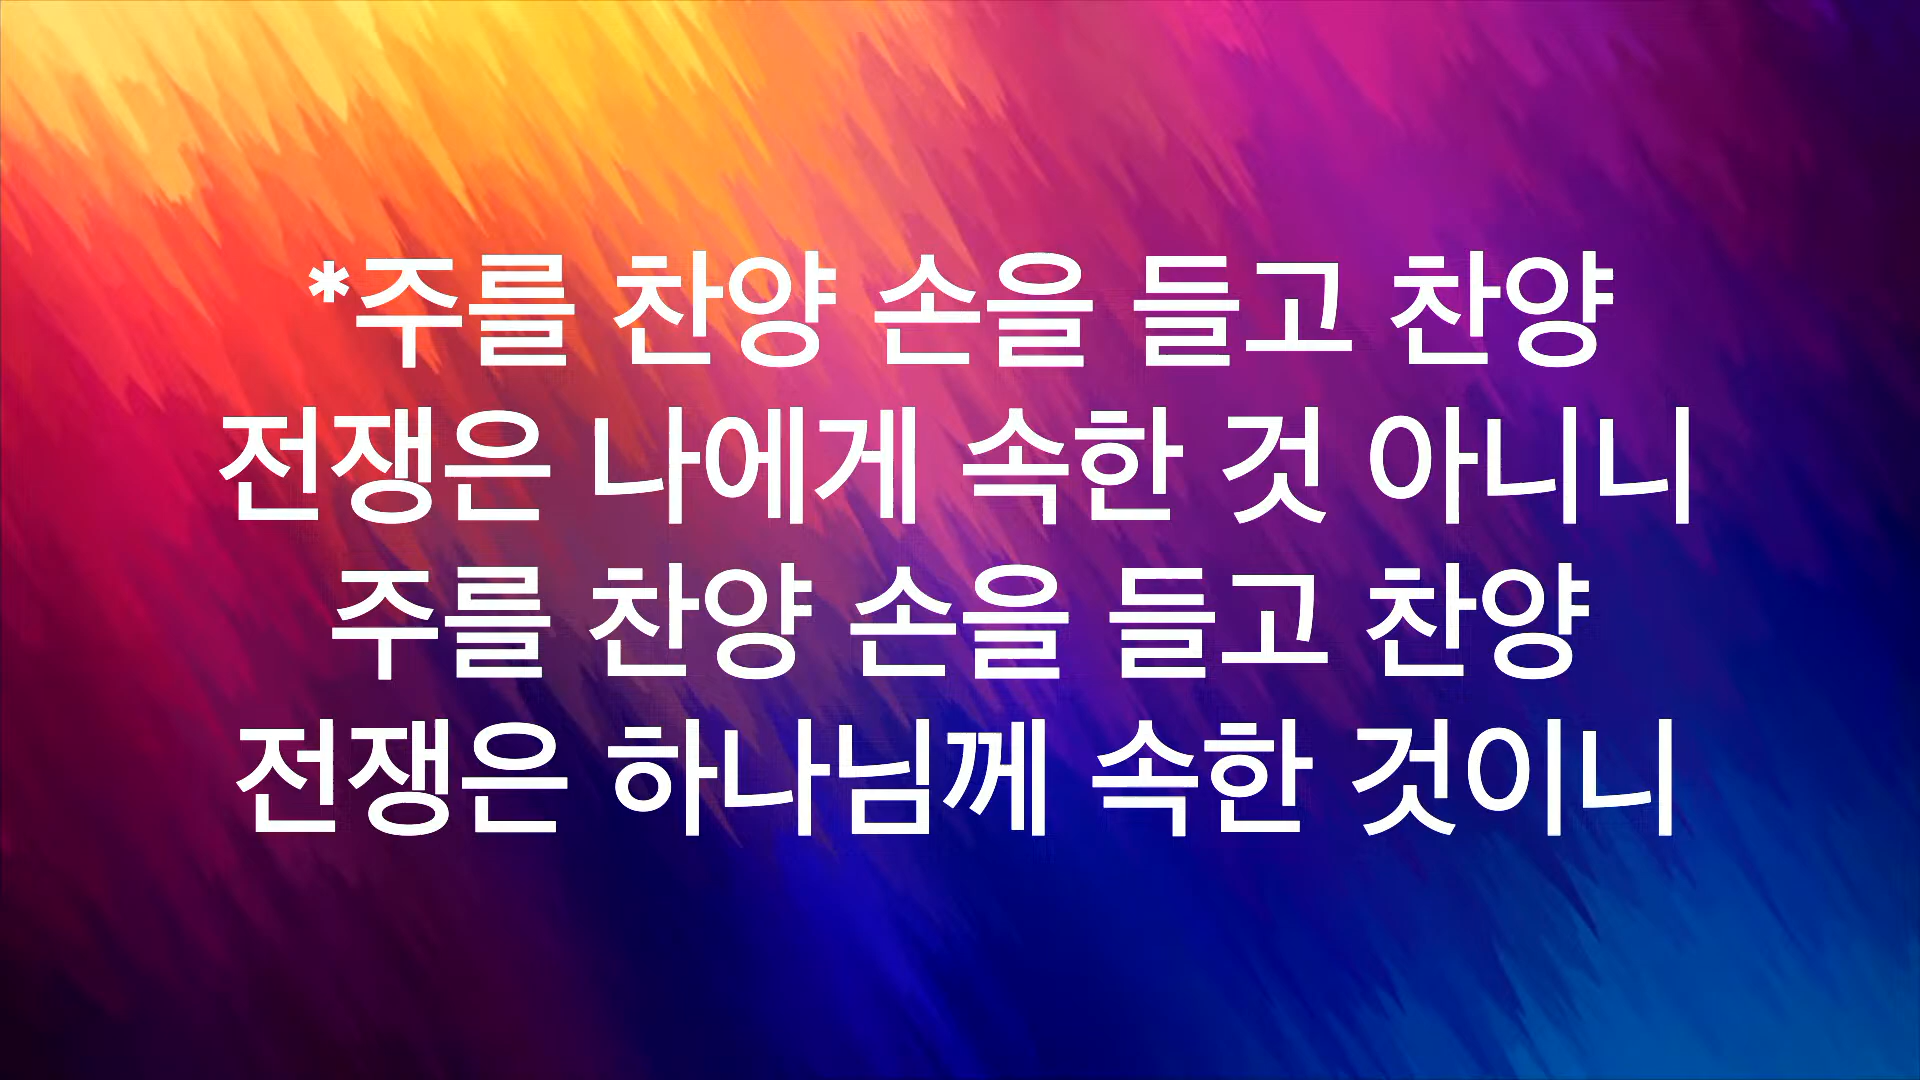 *주를 찬양 손을 들고 찬양
전쟁은 나에게 속한 것 아니니
주를 찬양 손을 들고 찬양
전쟁은 하나님께 속한 것이니